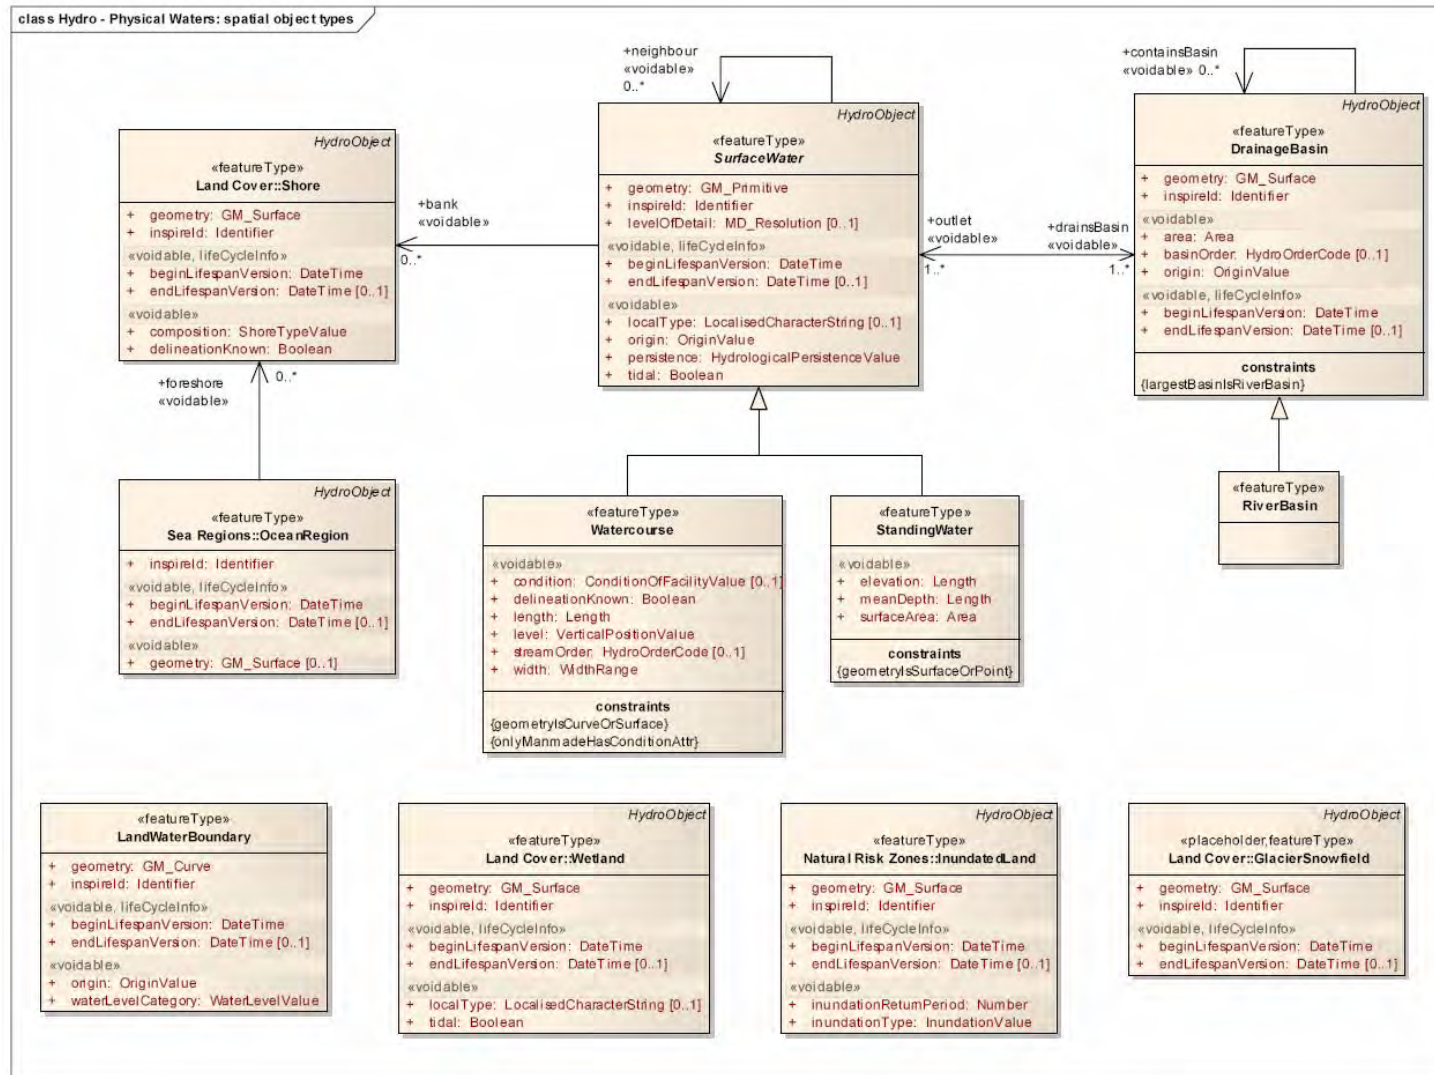 class Hydro - Physical Waters: spatial object types
+neighbour
«voidable»
0..*
+containsBasin
«voidable» 0..*
HydroObject
«featureType»
Land Cover::Shore
+ geometry: GM_Surface
+ inspireId: Identifier
«voidable, lifeCycleInfo»
+ beginLifespanVersion: DateTime
+ endLifespanVersion: DateTime [0..1]
«voidable»
+ composition: ShoreTypeValue
+ delineationKnown: Boolean
+bank
«voidable»
0..*
HydroObject
«featureType»
SurfaceWater
+ geometry: GM_Primitive
+ inspireId: Identifier
+ levelOfDetail: MD_Resolution [0..1]
«voidable, lifeCycleInfo»
+ beginLifespanVersion: DateTime
+ endLifespanVersion: DateTime [0..1]
«voidable»
+ localType: LocalisedCharacterString [0..1]
+ origin: OriginValue
+ persistence: HydrologicalPersistenceValue
+ tidal: Boolean
+outlet
«voidable»
1..*
+drainsBasin
«voidable»
1..*
HydroObject
«featureType»
DrainageBasin
+ geometry: GM_Surface
+ inspireId: Identifier
«voidable»
+ area: Area
+ basinOrder: HydroOrderCode [0..1]
+ origin: OriginValue
«voidable, lifeCycleInfo»
+ beginLifespanVersion: DateTime
+ endLifespanVersion: DateTime [0..1]
constraints
{largestBasinIsRiverBasin}
+foreshore
«voidable»
0..*
HydroObject
«featureType»
Sea Regions::OceanRegion
+ inspireId: Identifier
«voidable, lifeCycleInfo»
+ beginLifespanVersion: DateTime
+ endLifespanVersion: DateTime [0..1]
«voidable»
+ geometry: GM_Surface [0..1]
«featureType»
Watercourse
«voidable»
+ condition: ConditionOfFacilityValue [0..1]
+ delineationKnown: Boolean
+ length: Length
+ level: VerticalPositionValue
+ streamOrder: HydroOrderCode [0..1]
+ width: WidthRange
constraints
{geometryIsCurveOrSurface}
{onlyManmadeHasConditionAttr}
«featureType»
StandingWater
«voidable»
+ elevation: Length
+ meanDepth: Length
+ surfaceArea: Area
constraints
{geometryIsSurfaceOrPoint}
«featureType»
RiverBasin
«featureType»
LandWaterBoundary
+ geometry: GM_Curve
+ inspireId: Identifier
«voidable, lifeCycleInfo»
+ beginLifespanVersion: DateTime
+ endLifespanVersion: DateTime [0..1]
«voidable»
+ origin: OriginValue
+ waterLevelCategory: WaterLevelValue
HydroObject
«featureType»
Land Cover::Wetland
+ geometry: GM_Surface
+ inspireId: Identifier
«voidable, lifeCycleInfo»
+ beginLifespanVersion: DateTime
+ endLifespanVersion: DateTime [0..1]
«voidable»
+ localType: LocalisedCharacterString [0..1]
+ tidal: Boolean
HydroObject
«featureType»
Natural Risk Zones::InundatedLand
+ geometry: GM_Surface
+ inspireId: Identifier
«voidable, lifeCycleInfo»
+ beginLifespanVersion: DateTime
+ endLifespanVersion: DateTime [0..1]
«voidable»
+ inundationReturnPeriod: Number
+ inundationType: InundationValue
HydroObject
«placeholder,featureType»
Land Cover::GlacierSnowfield
+ geometry: GM_Surface
+ inspireId: Identifier
«voidable, lifeCycleInfo»
+ beginLifespanVersion: DateTime
+ endLifespanVersion: DateTime [0..1]